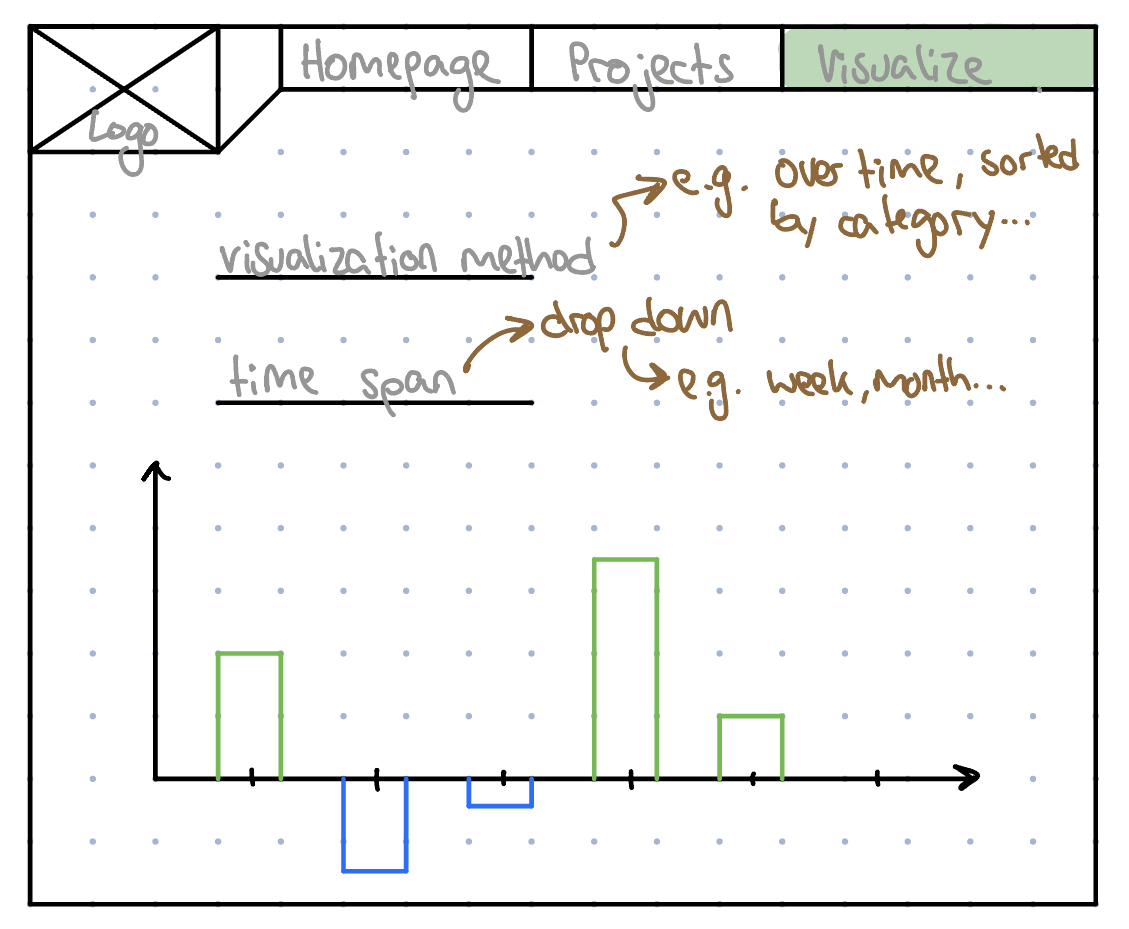 Homepage
Projects
Visualize
Logo
e.g. over time, sorted
by category...
visualization method
drop down
time span
e.g. week, month...